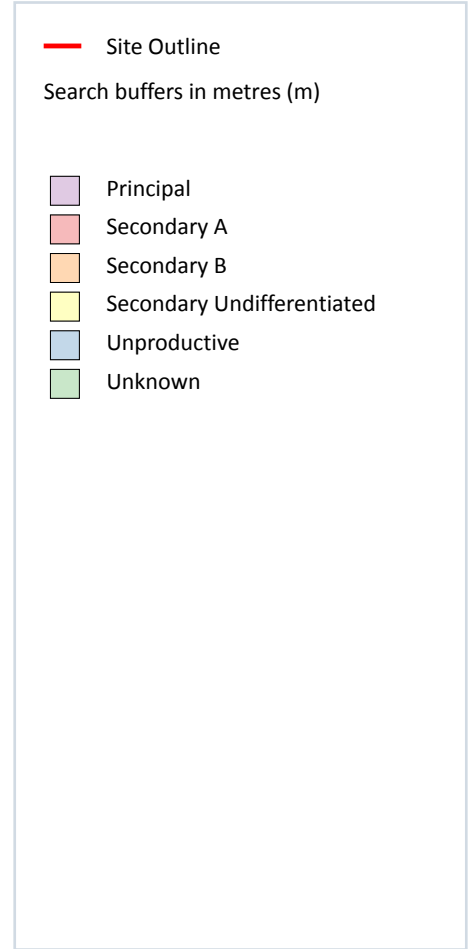 Site Outline
Search buffers in metres (m)
Principal
Secondary A
Secondary B
Secondary Undifferentiated
Unproductive
Unknown